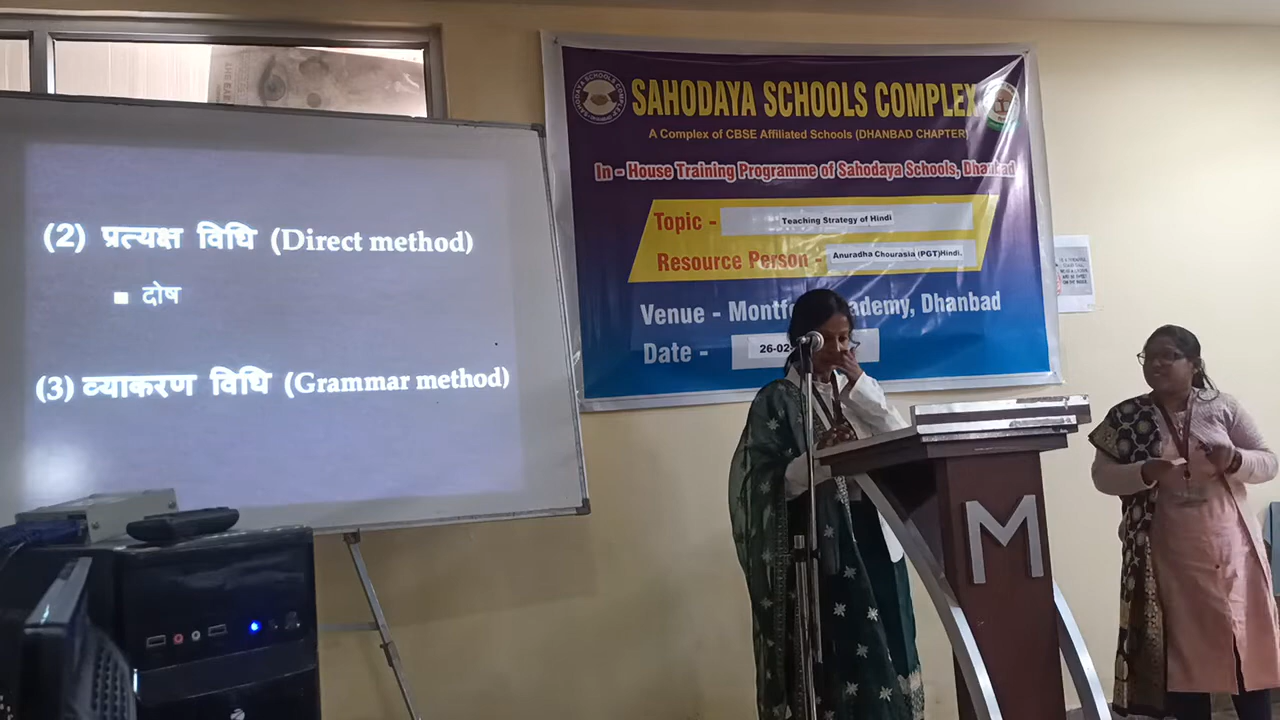 (2) प्रत्यक्ष विधि (Direct method)
दोष
(3) व्याकरण विधि (Grammar method)
SAHODAYA SCHOOLS COMPLEX
A Complex of CBSE Affiliated Schools (DHANBAD CHAPTER)
In - House Training Programme of Sahodaya Schools, Dhanbad
Topic - Teaching Strategy of Hindi
Resource Person - Anuradha Chourasia (PGT)Hindi.
Venue - Dhanbad
Date - 26-02
M